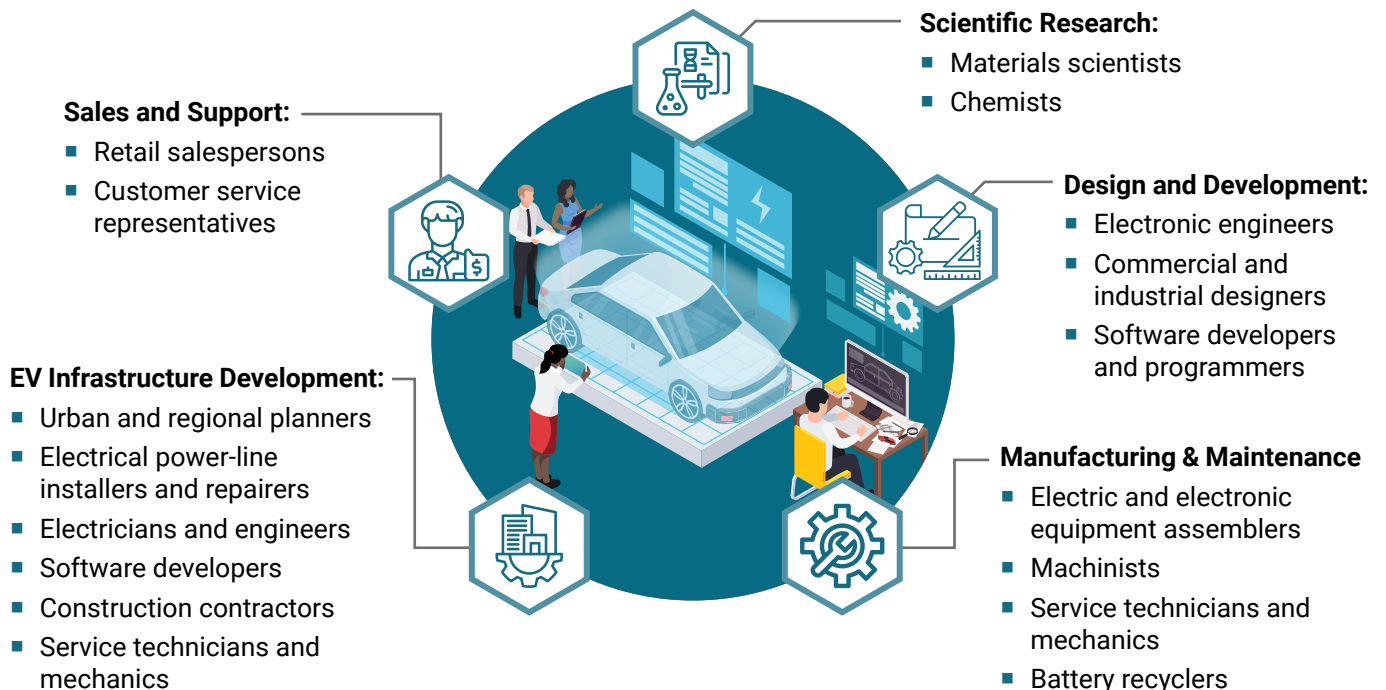 Scientific Research:
Materials scientists
Chemists
Sales and Support:
Retail salespersons
Customer service
representatives
Design and Development:
Electronic engineers
Commercial and
industrial designers
Software developers
and programmers
EV Infrastructure Development:
Urban and regional planners
Electrical power-line
installers and repairers
Electricians and engineers
Software developers
Construction contractors
Service technicians and
mechanics
Manufacturing & Maintenance
Electric and electronic
equipment assemblers
Machinists
Service technicians and
mechanics
Battery recyclers
$